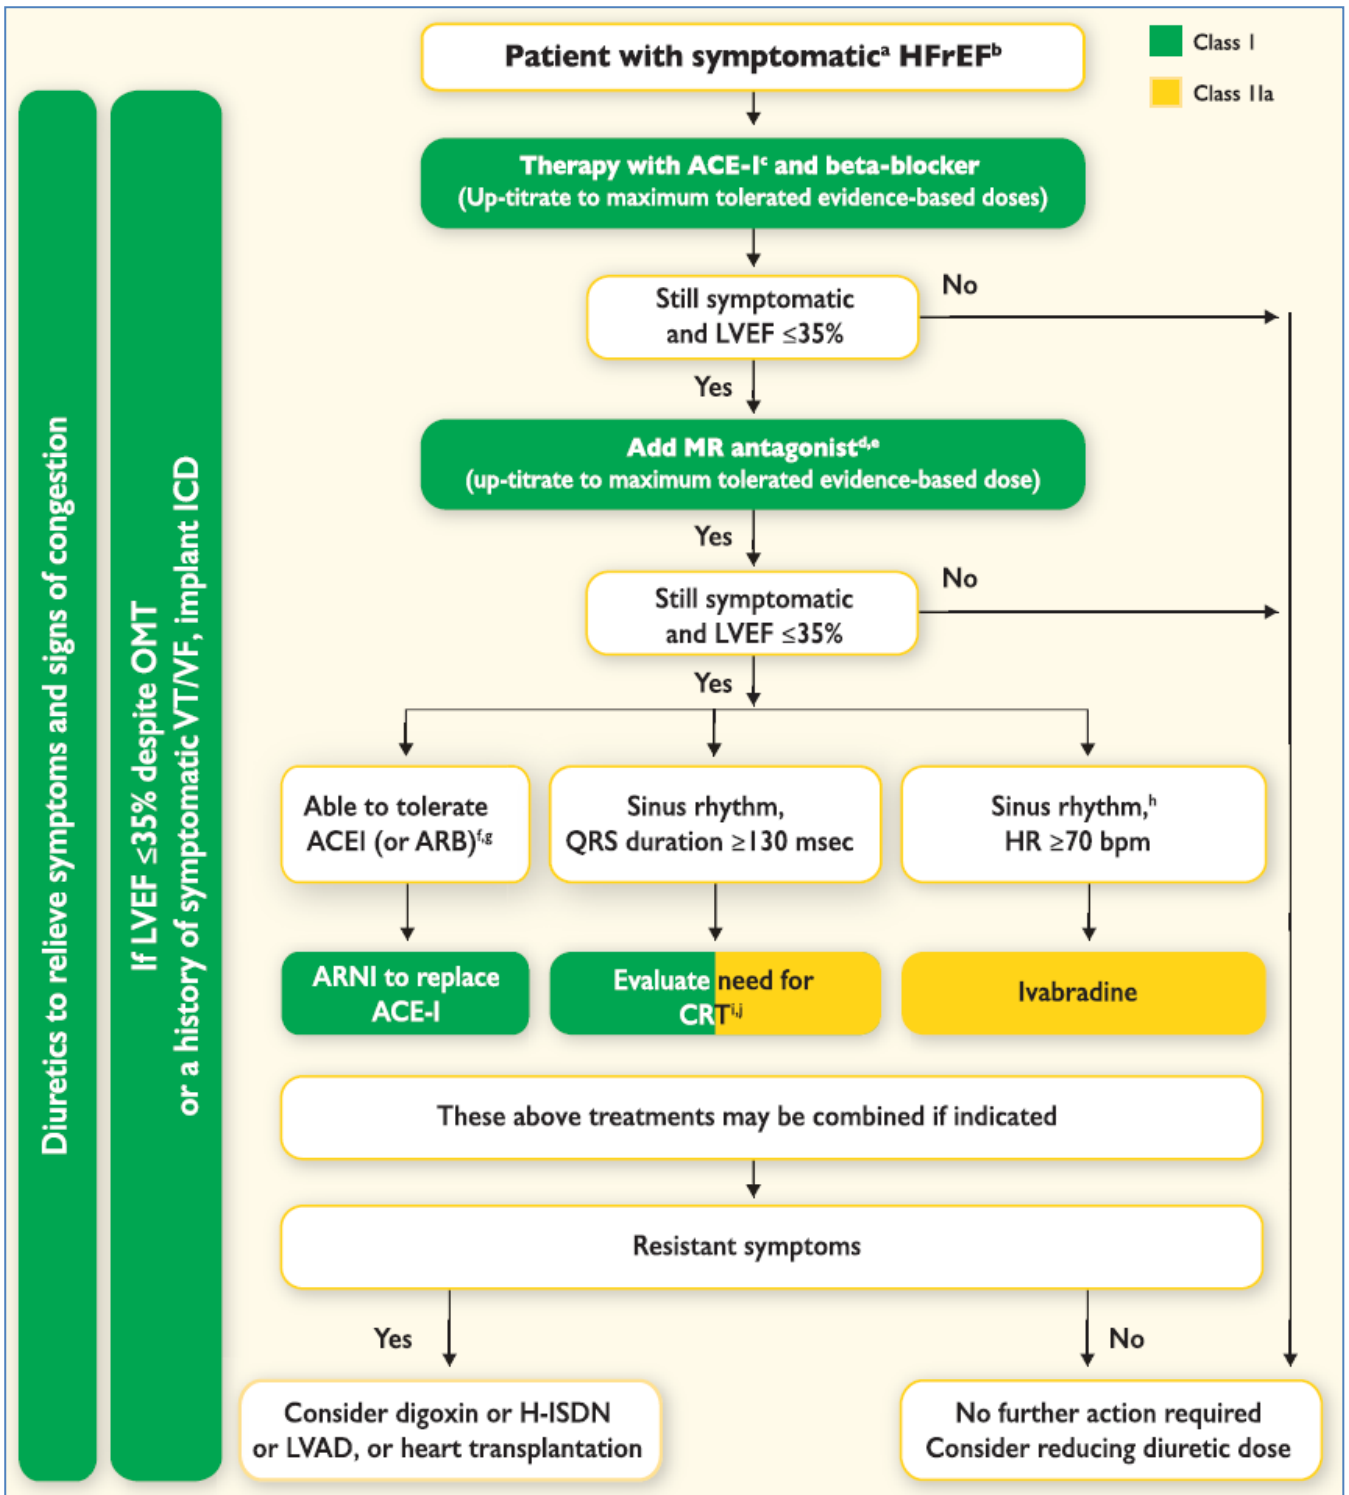 Patient with symptomaticᵃ HFrEFᵇ
Class I
Class IIa
Therapy with ACE-Iᶜ and beta-blocker
(Up-titrate to maximum tolerated evidence-based doses)
Still symptomatic
and LVEF ≤35%
No
Yes
Add MR antagonistᵈ,ᵉ
(up-titrate to maximum tolerated evidence-based dose)
Yes
Still symptomatic
and LVEF ≤35%
No
Yes
Able to tolerate
ACEI (or ARB)ᶠ,ᵍ
Sinus rhythm,
QRS duration ≥130 msec
Sinus rhythm,ʰ
HR ≥70 bpm
ARNI to replace
ACE-I
Evaluate need for
CRTⁱ,ʲ
Ivabradine
These above treatments may be combined if indicated
Resistant symptoms
Yes
No
Consider digoxin or H-ISDN
or LVAD, or heart transplantation
No further action required
Consider reducing diuretic dose
Diuretics to relieve symptoms and signs of congestion
If LVEF ≤35% despite OMT
or a history of symptomatic VT/VF, implant ICD